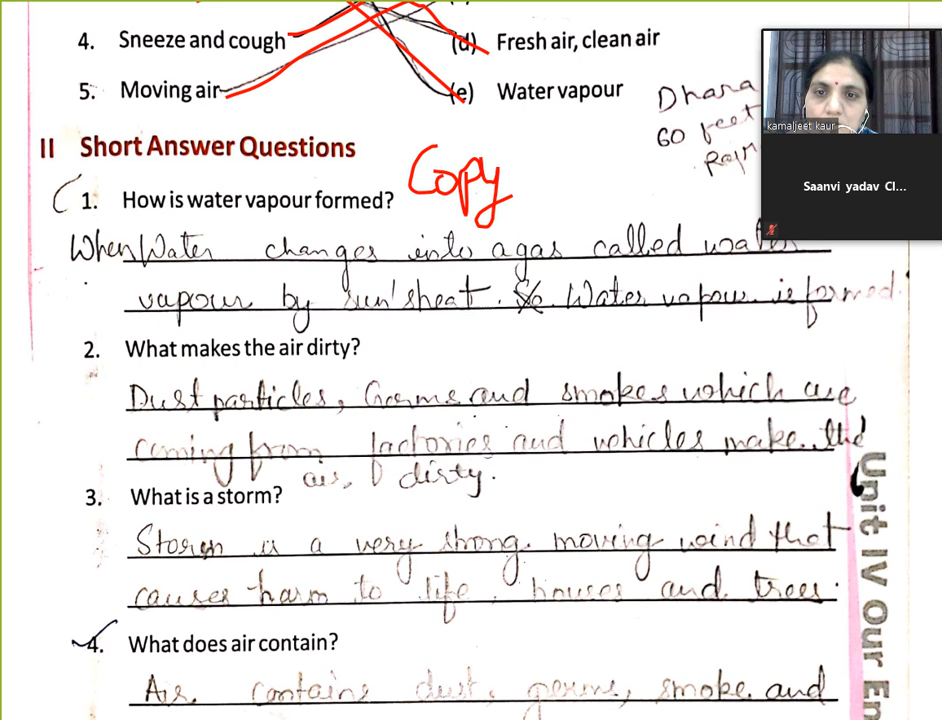 4. Sneeze and cough (d) Fresh air, clean air
5. Moving air (e) Water vapour
Dhara
60 feet
kamaljeet kaur
Saanvi yadav Cl...
II Short Answer Questions
Copy
1. How is water vapour formed?
When Water changes into a gas called water
vapour by sun's heat. So Water vapour is formed.
2. What makes the air dirty?
Dust particles, Germs and smokes which are
coming from factories and vehicles make the
air dirty.
3. What is a storm?
Storm is a very strong moving wind that
causes harm to life, houses and trees.
4. What does air contain?
Air contains dust, germs, smoke and
Unit IV Our En